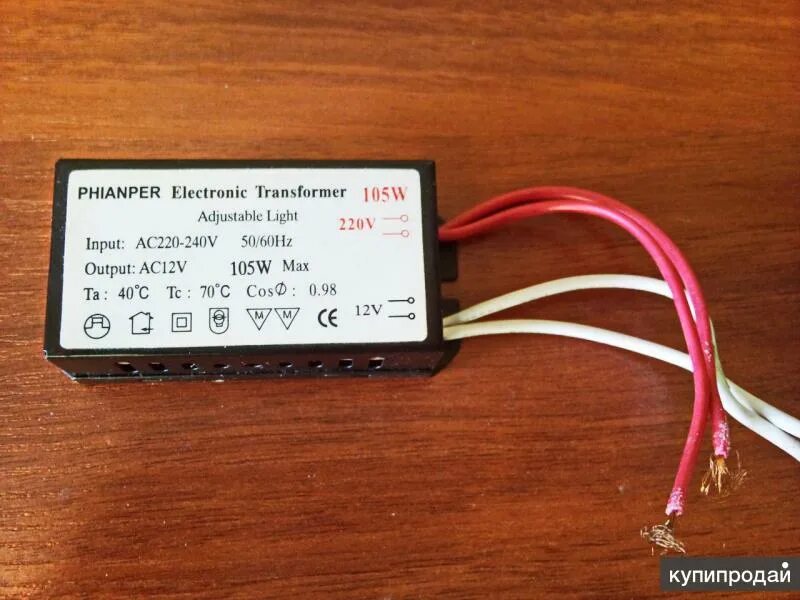 PHIANPER Electronic Transformer 105W
Adjustable Light
220V
Input: AC220-240V 50/60Hz
Output: AC12V 105W Max
Ta : 40°C Tc : 70°C CosΦ : 0.98
M M CE 12V
купипродай